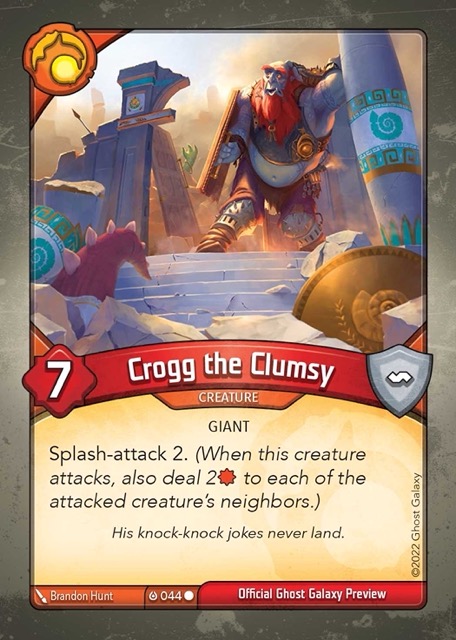 7
Crogg the Clumsy
CREATURE
GIANT
Splash-attack 2. (When this creature
attacks, also deal 2 to each of the
attacked creature's neighbors.)
His knock-knock jokes never land.
©2022 Ghost Galaxy
Brandon Hunt
044
Official Ghost Galaxy Preview